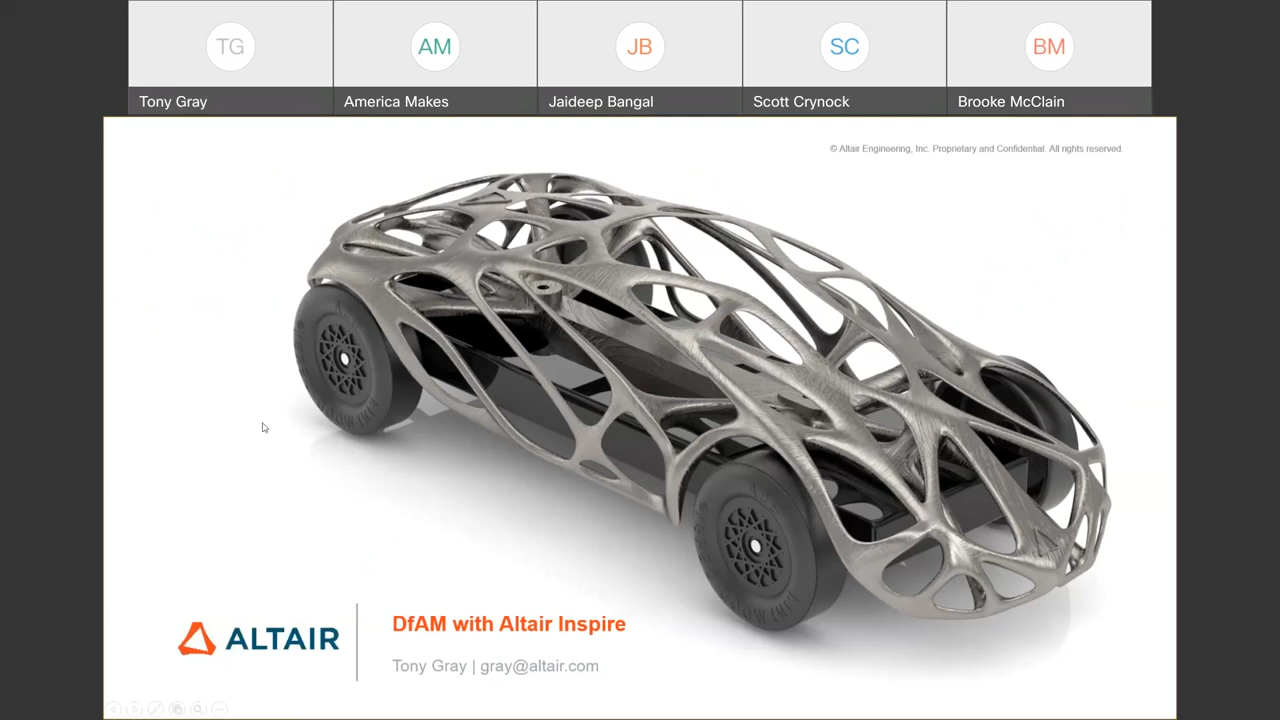 TG
AM
JB
SC
BM
Tony Gray
America Makes
Jaideep Bangal
Scott Crynock
Brooke McClain
© Altair Engineering, Inc. Proprietary and Confidential. All rights reserved.
ALTAIR
DfAM with Altair Inspire
Tony Gray | gray@altair.com